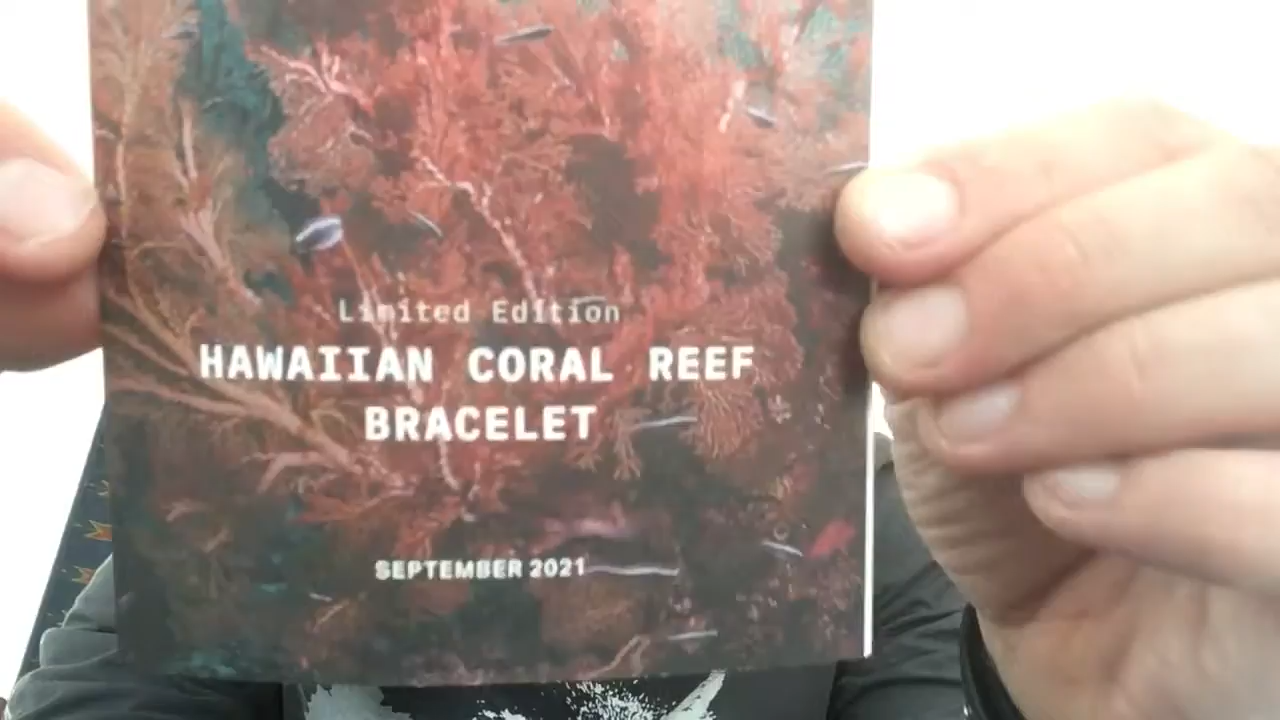 Limited Edition
HAWAIIAN CORAL REEF
BRACELET
SEPTEMBER 2021